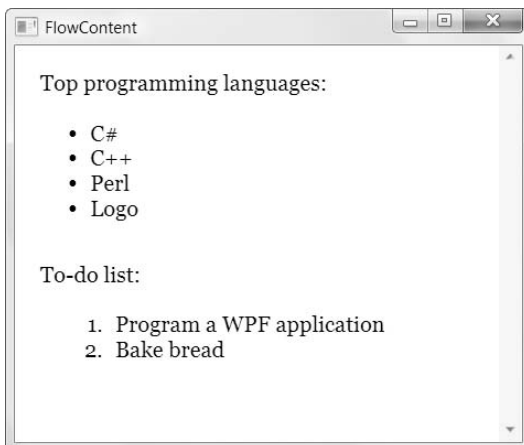 FlowContent
Top programming languages:
• C#
• C++
• Perl
• Logo
To-do list:
1. Program a WPF application
2. Bake bread